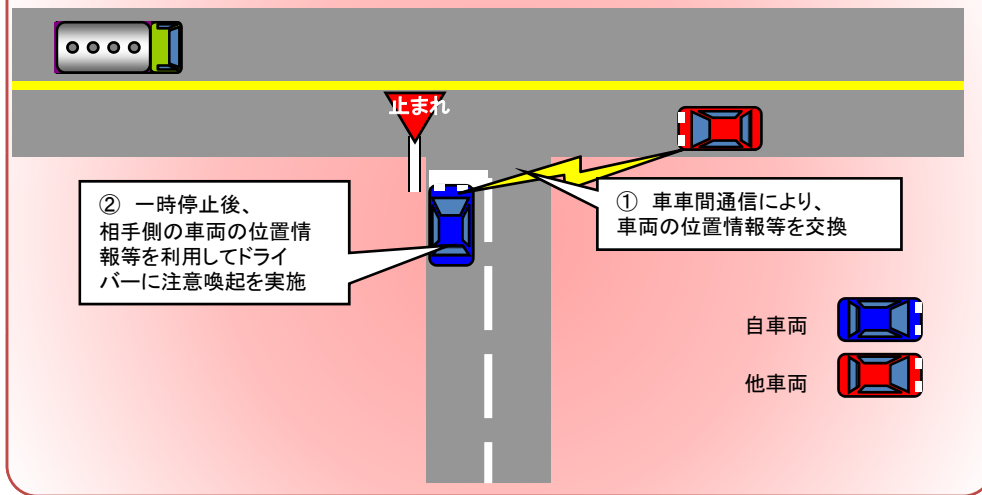 止まれ
① 車車間通信により、
車両の位置情報等を交換
② 一時停止後、
相手側の車両の位置情
報等を利用してドライ
バーに注意喚起を実施
自車両
他車両